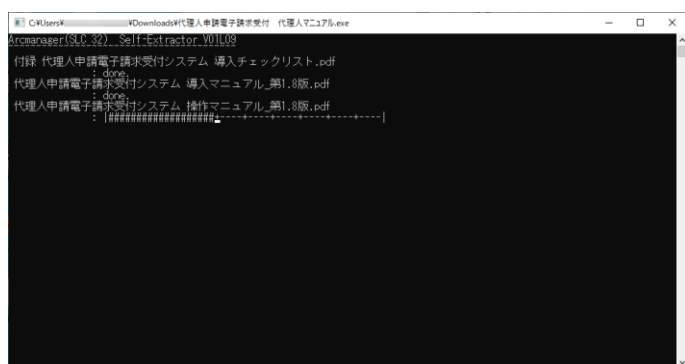 C:¥Users¥ ¥Downloads¥代理人申請電子請求受付　代理人マニュアル.exe
Arcmanager(SLC 32)  Self-Extractor V01L09
付録 代理人申請電子請求受付システム 導入チェックリスト.pdf
: done.
代理人申請電子請求受付システム 導入マニュアル_第1.8版.pdf
: done.
代理人申請電子請求受付システム 操作マニュアル_第1.8版.pdf
: |###################+----+----+----+----+----+----|